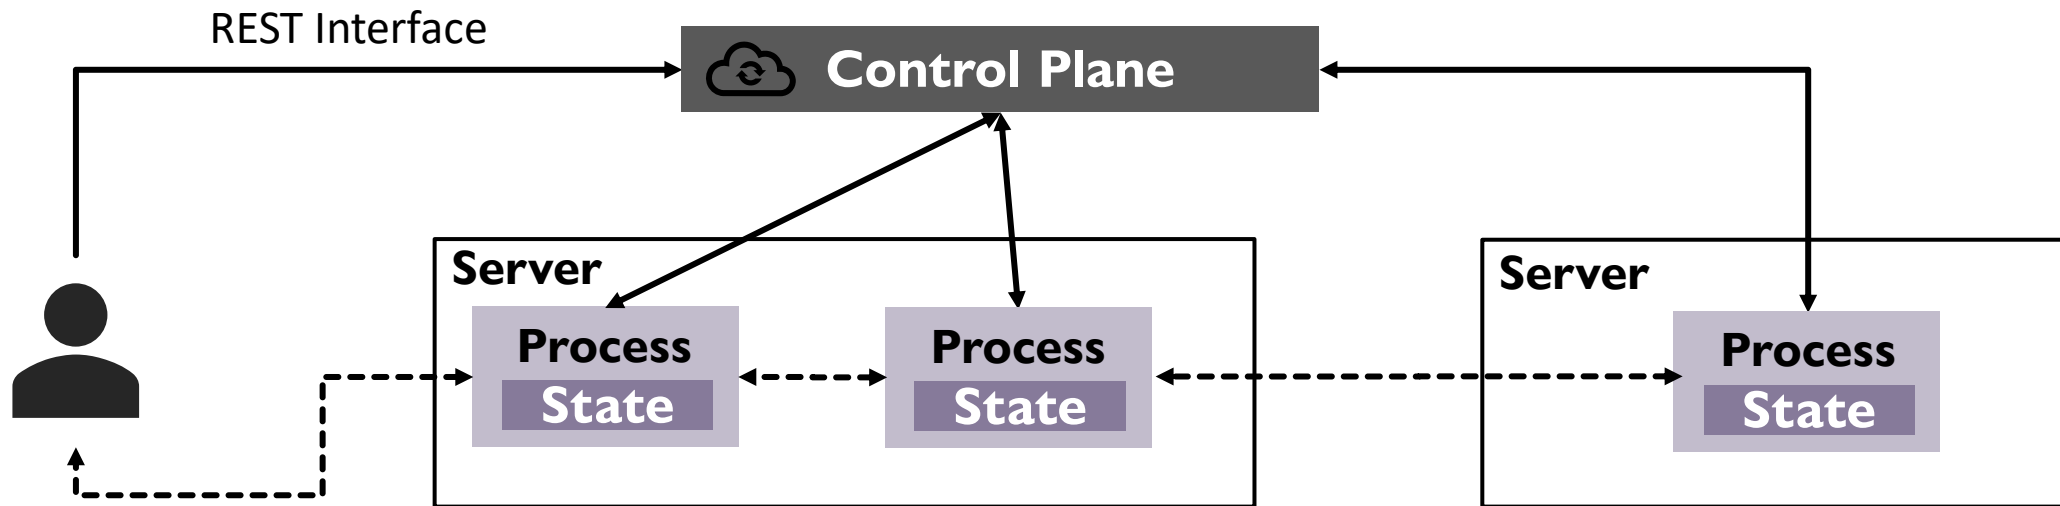 REST Interface
Control Plane
Server
Process
State
Process
State
Server
Process
State